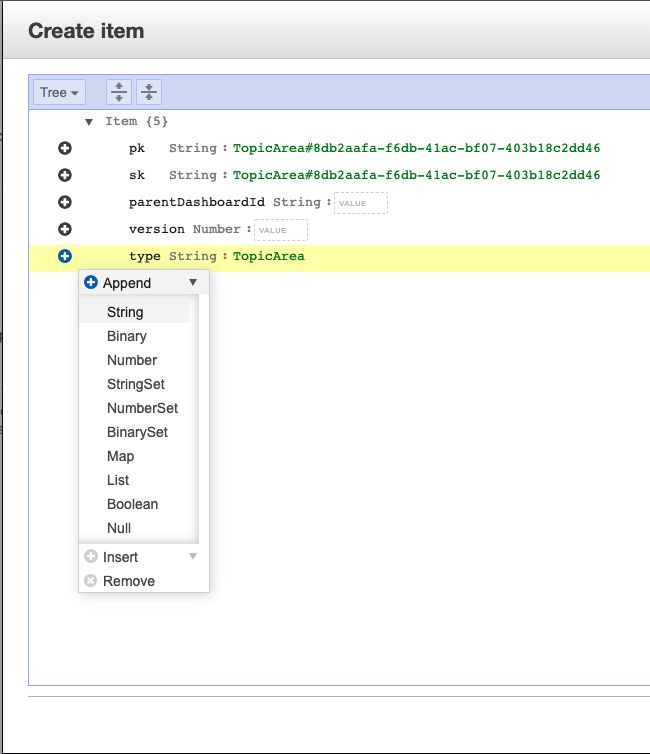 Create item
Tree
Item {5}
pk String : TopicArea#8db2aafa-f6db-41ac-bf07-403b18c2dd46
sk String : TopicArea#8db2aafa-f6db-41ac-bf07-403b18c2dd46
parentDashboardId String : VALUE
version Number : VALUE
type String : TopicArea
Append
String
Binary
Number
StringSet
NumberSet
BinarySet
Map
List
Boolean
Null
Insert
Remove